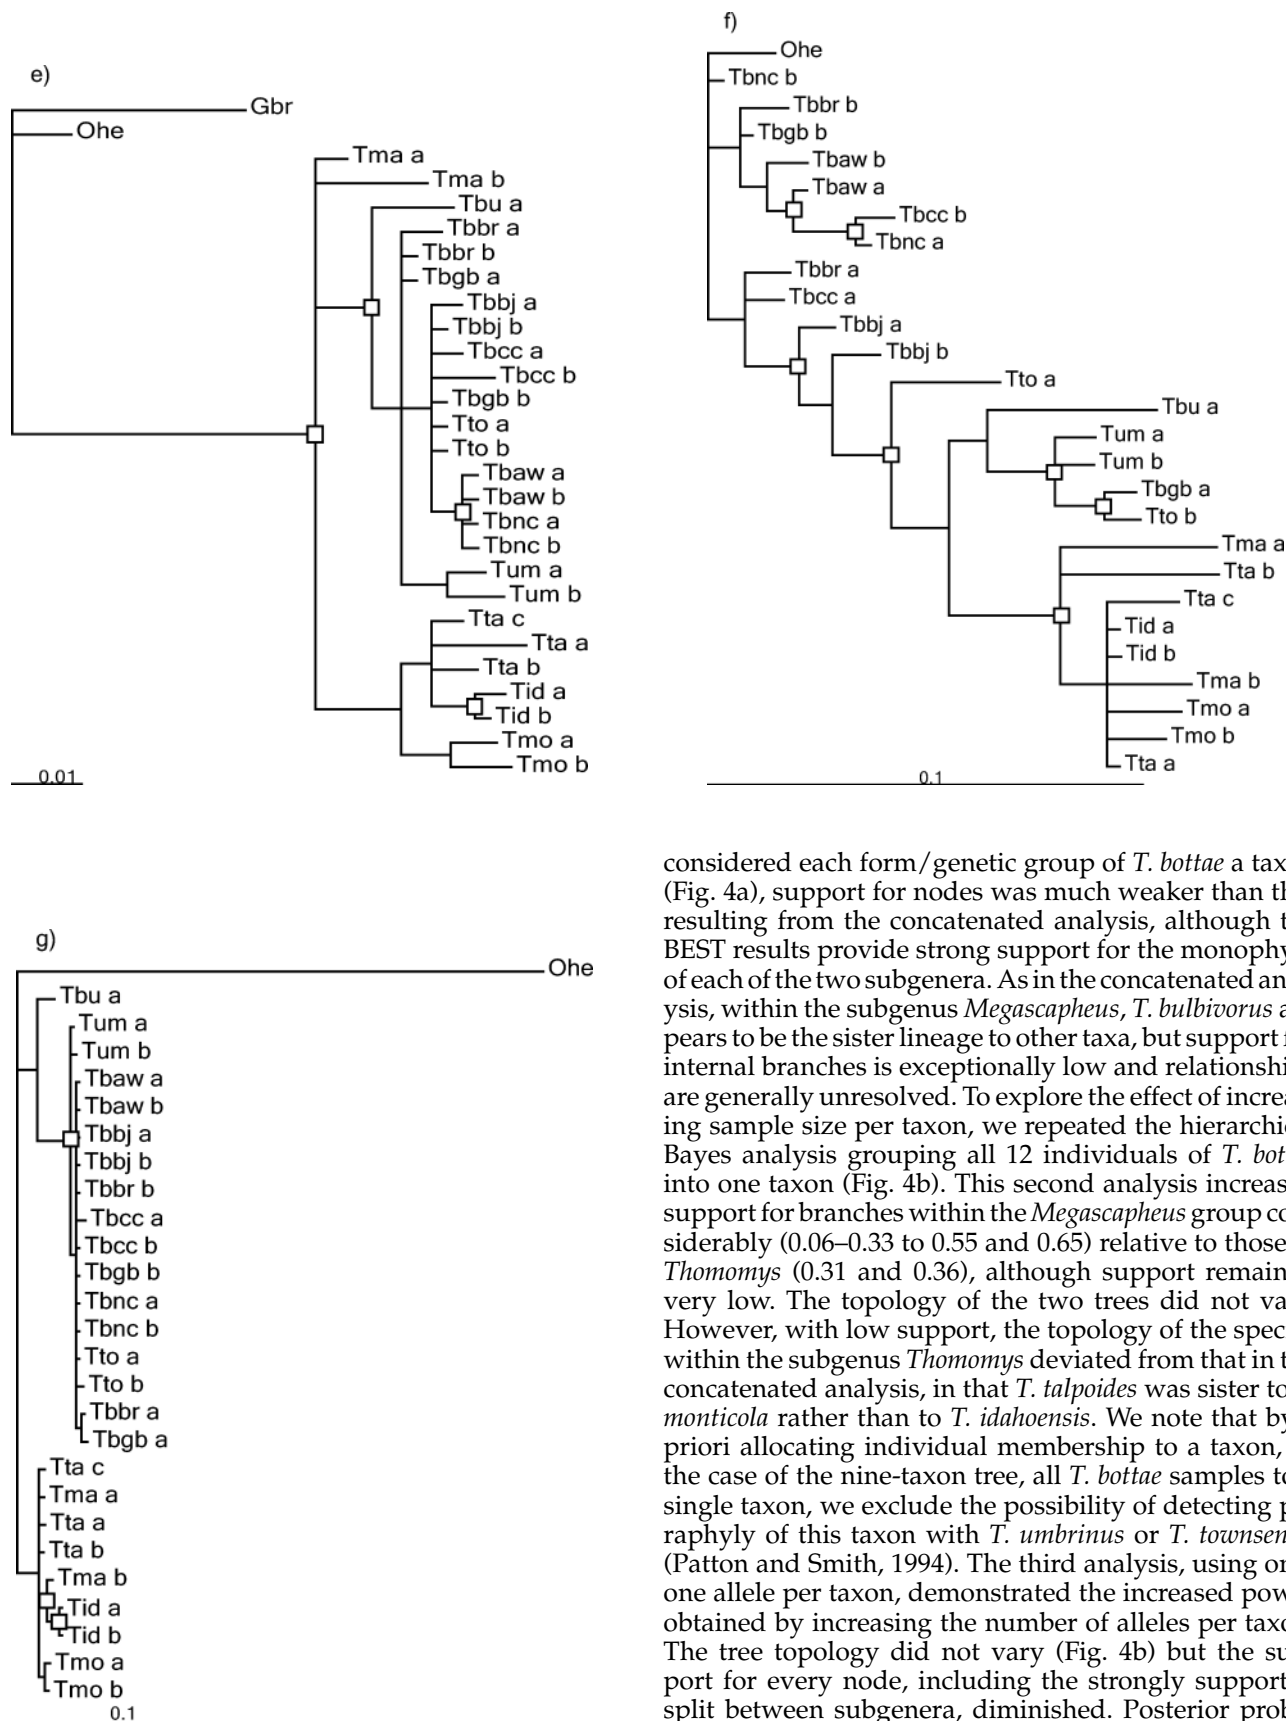 e)
Gbr
Ohe
Tma a
Tma b
Tbu a
Tbbr a
Tbbr b
Tbgb a
Tbbj a
Tbbj b
Tbcc a
Tbcc b
Tbgb b
Tto a
Tto b
Tbaw a
Tbaw b
Tbnc a
Tbnc b
Tum a
Tum b
Tta c
Tta a
Tta b
Tid a
Tid b
Tmo a
Tmo b
0.01
f)
Ohe
Tbnc b
Tbbr b
Tbgb b
Tbaw b
Tbaw a
Tbcc b
Tbnc a
Tbbr a
Tbcc a
Tbbj a
Tbbj b
Tto a
Tbu a
Tum a
Tum b
Tbgb a
Tto b
Tma a
Tta b
Tta c
Tid a
Tid b
Tma b
Tmo a
Tmo b
Tta a
0.1
g)
Ohe
Tbu a
Tum a
Tum b
Tbaw a
Tbaw b
Tbbj a
Tbbj b
Tbbr b
Tbcc a
Tbcc b
Tbgb b
Tbnc a
Tbnc b
Tto a
Tto b
Tbbr a
Tbgb a
Tta c
Tma a
Tta a
Tta b
Tma b
Tid a
Tid b
Tmo a
Tmo b
0.1
considered each form/genetic group of T. bottae a tax
(Fig. 4a), support for nodes was much weaker than th
resulting from the concatenated analysis, although t
BEST results provide strong support for the monophy
of each of the two subgenera. As in the concatenated an
ysis, within the subgenus Megascapheus, T. bulbivorus a
pears to be the sister lineage to other taxa, but support f
internal branches is exceptionally low and relationshi
are generally unresolved. To explore the effect of increa
ing sample size per taxon, we repeated the hierarchic
Bayes analysis grouping all 12 individuals of T. bot
into one taxon (Fig. 4b). This second analysis increas
support for branches within the Megascapheus group co
siderably (0.06–0.33 to 0.55 and 0.65) relative to those
Thomomys (0.31 and 0.36), although support remain
very low. The topology of the two trees did not va
However, with low support, the topology of the spec
within the subgenus Thomomys deviated from that in t
concatenated analysis, in that T. talpoides was sister to
monticola rather than to T. idahoensis. We note that by
priori allocating individual membership to a taxon,
the case of the nine-taxon tree, all T. bottae samples to
single taxon, we exclude the possibility of detecting p
raphyly of this taxon with T. umbrinus or T. townsen
(Patton and Smith, 1994). The third analysis, using on
one allele per taxon, demonstrated the increased pow
obtained by increasing the number of alleles per taxo
The tree topology did not vary (Fig. 4b) but the su
port for every node, including the strongly support
split between subgenera, diminished. Posterior prob